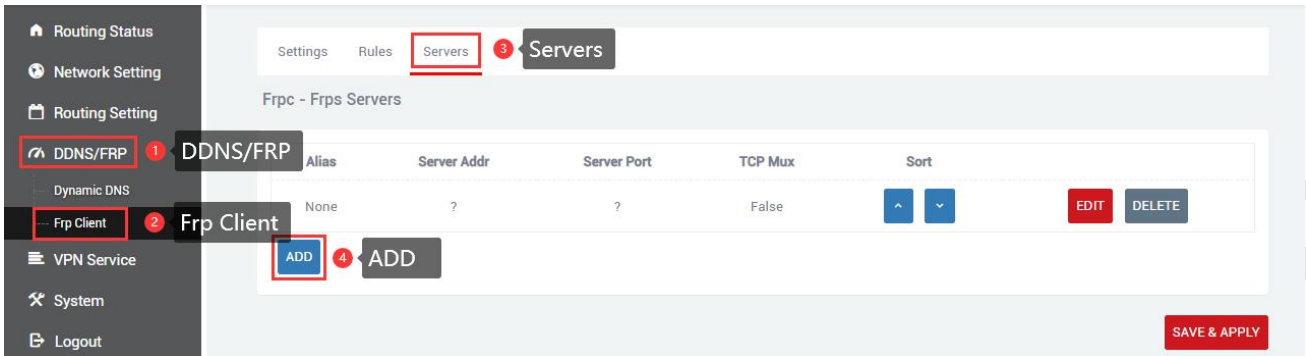 Routing Status
Network Setting
Routing Setting
DDNS/FRP 1 DDNS/FRP
Dynamic DNS
Frp Client 2 Frp Client
VPN Service
System
Logout
Settings Rules Servers 3 Servers
Frpc - Frps Servers
Alias Server Addr Server Port TCP Mux Sort
None ? ? False EDIT DELETE
ADD 4 ADD
SAVE & APPLY